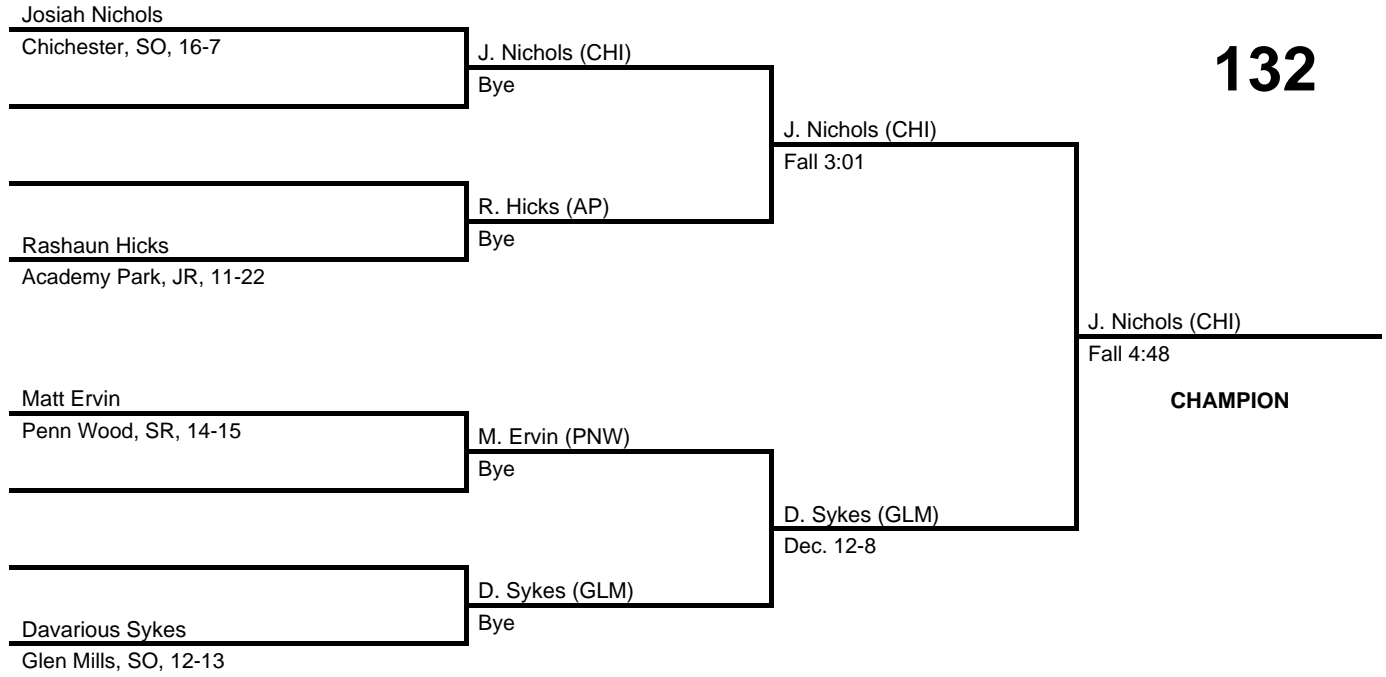 Josiah Nichols
Chichester, SO, 16-7
J. Nichols (CHI)
Bye
132
J. Nichols (CHI)
Fall 3:01
R. Hicks (AP)
Bye
Rashaun Hicks
Academy Park, JR, 11-22
J. Nichols (CHI)
Fall 4:48
CHAMPION
Matt Ervin
Penn Wood, SR, 14-15
M. Ervin (PNW)
Bye
D. Sykes (GLM)
Dec. 12-8
D. Sykes (GLM)
Bye
Davarious Sykes
Glen Mills, SO, 12-13